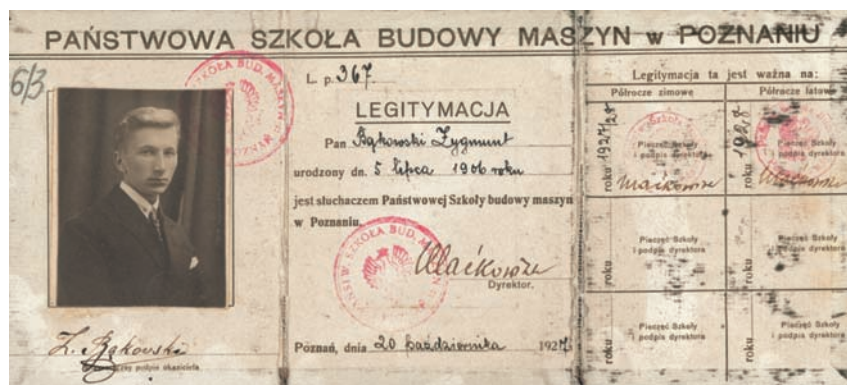 PAŃSTWOWA SZKOŁA BUDOWY MASZYN w POZNANIU
6/3
L. p. 367.
LEGITYMACJA
Pan Bąkowski Zygmunt
urodzony dn. 5 lipca 1906 roku
jest słuchaczem Państwowej Szkoły budowy maszyn
w Poznaniu.
Dyrektor.
Poznań, dnia 20 października 1927
Z. Bąkowski
podpis okaziciela
Legitymacja ta jest ważna na:
Półrocze zimowe
Półrocze latowe
roku 1927/28
Pieczęć Szkoły
i podpis dyrektora
roku 1928
Pieczęć Szkoły
i podpis dyrektora
roku
Pieczęć Szkoły
i podpis dyrektora
roku
Pieczęć Szkoły
i podpis dyrektora
roku
Pieczęć Szkoły
i podpis dyrektora
roku
Pieczęć Szkoły
i podpis dyrektora